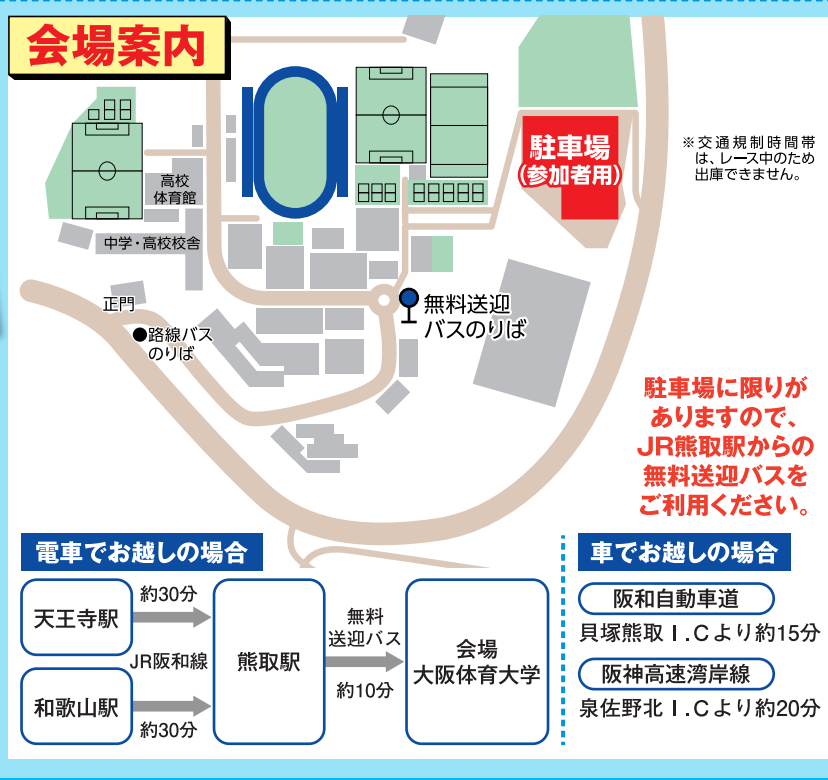 会場案内
駐車場
(参加者用)
※交通規制時間帯
は、レース中のため
出庫できません。
高校
体育館
中学・高校校舎
正門
●路線バス
のりば
無料送迎
バスのりば
駐車場に限りが
ありますので、
JR熊取駅からの
無料送迎バスを
ご利用ください。
電車でお越しの場合
天王寺駅
約30分
JR阪和線
和歌山駅
約30分
熊取駅
無料
送迎バス
約10分
会場
大阪体育大学
車でお越しの場合
阪和自動車道
貝塚熊取I.Cより約15分
阪神高速湾岸線
泉佐野北I.Cより約20分